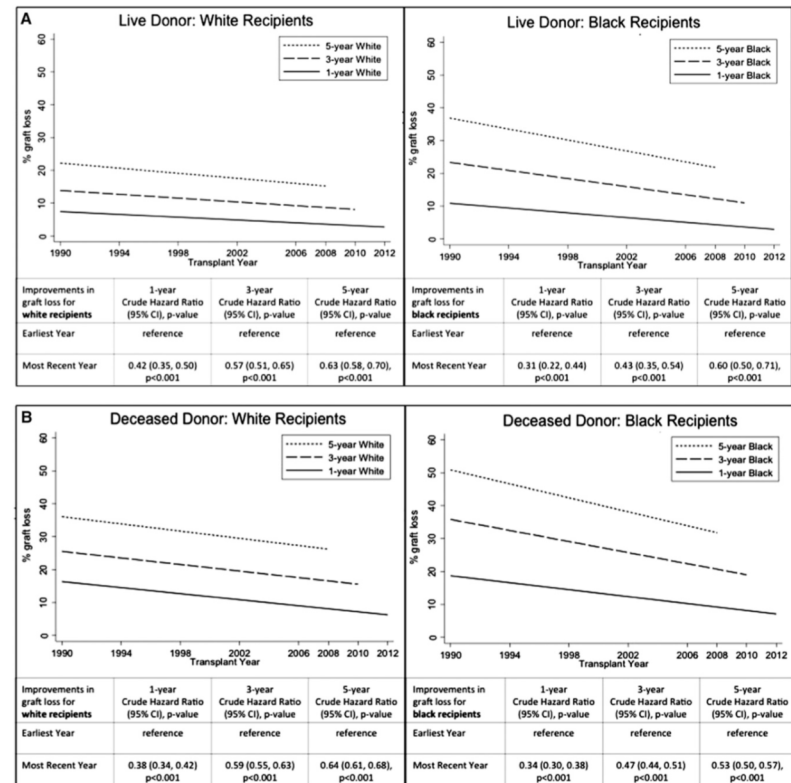 A
Live Donor: White Recipients
5-year White
3-year White
1-year White
% graft loss
0 10 20 30 40 50 60
1990 1994 1998 2002 2006 2008 2010 2012
Transplant Year
Improvements in graft loss for white recipients
1-year Crude Hazard Ratio (95% CI), p-value
3-year Crude Hazard Ratio (95% CI), p-value
5-year Crude Hazard Ratio (95% CI), p-value
Earliest Year reference reference reference
Most Recent Year 0.42 (0.35, 0.50) p<0.001 0.57 (0.51, 0.65) p<0.001 0.63 (0.58, 0.70), p<0.001
Live Donor: Black Recipients
5-year Black
3-year Black
1-year Black
% graft loss
0 10 20 30 40 50 60
1990 1994 1998 2002 2006 2008 2010 2012
Transplant Year
Improvements in graft loss for black recipients
1-year Crude Hazard Ratio (95% CI), p-value
3-year Crude Hazard Ratio (95% CI), p-value
5-year Crude Hazard Ratio (95% CI), p-value
Earliest Year reference reference reference
Most Recent Year 0.31 (0.22, 0.44) p<0.001 0.43 (0.35, 0.54) p<0.001 0.60 (0.50, 0.71), p<0.001
B
Deceased Donor: White Recipients
5-year White
3-year White
1-year White
% graft loss
0 10 20 30 40 50 60
1990 1994 1998 2002 2006 2008 2010 2012
Transplant Year
Improvements in graft loss for white recipients
1-year Crude Hazard Ratio (95% CI), p-value
3-year Crude Hazard Ratio (95% CI), p-value
5-year Crude Hazard Ratio (95% CI), p-value
Earliest Year reference reference reference
Most Recent Year 0.38 (0.34, 0.42) p<0.001 0.59 (0.55, 0.63) p<0.001 0.64 (0.61, 0.68), p<0.001
Deceased Donor: Black Recipients
5-year Black
3-year Black
1-year Black
% graft loss
0 10 20 30 40 50 60
1990 1994 1998 2002 2006 2008 2010 2012
Transplant Year
Improvements in graft loss for black recipients
1-year Crude Hazard Ratio (95% CI), p-value
3-year Crude Hazard Ratio (95% CI), p-value
5-year Crude Hazard Ratio (95% CI), p-value
Earliest Year reference reference reference
Most Recent Year 0.34 (0.30, 0.38) p<0.001 0.47 (0.44, 0.51) p<0.001 0.53 (0.50, 0.57), p<0.001